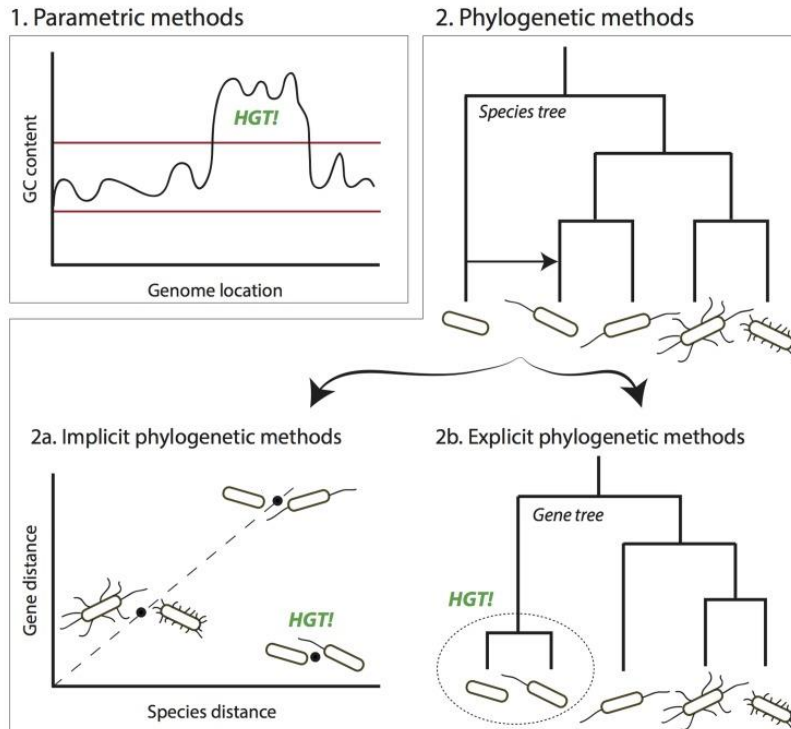 1. Parametric methods
GC content
HGT!
Genome location
2. Phylogenetic methods
Species tree
2a. Implicit phylogenetic methods
Gene distance
HGT!
Species distance
2b. Explicit phylogenetic methods
Gene tree
HGT!